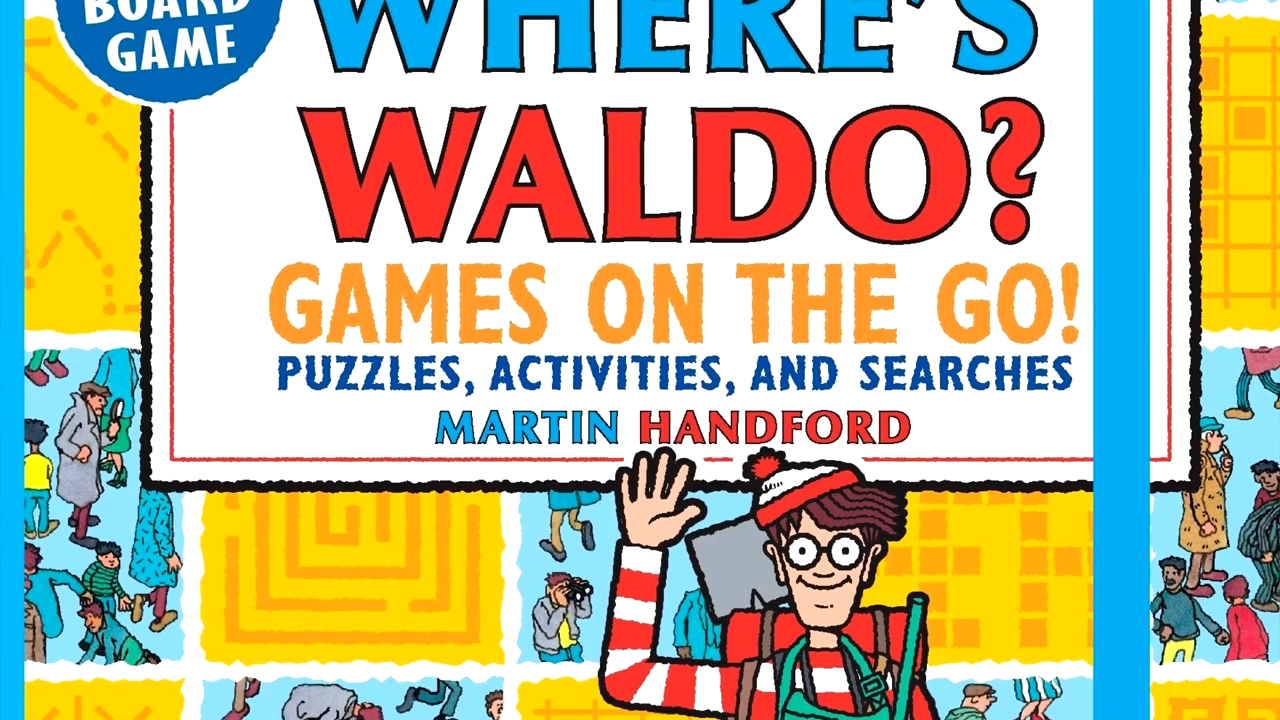 BOARD
GAME
WHERE'S
WALDO?
GAMES ON THE GO!
PUZZLES, ACTIVITIES, AND SEARCHES
MARTIN HANDFORD